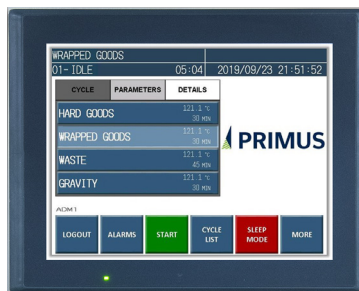 WRAPPED GOODS
01- IDLE 05:04 2019/09/23 21:51:52
CYCLE PARAMETERS DETAILS
HARD GOODS 121.1 °C 30 MIN
WRAPPED GOODS 121.1 °C 30 MIN
WASTE 121.1 °C 45 MIN
GRAVITY 121.1 °C 30 MIN
PRIMUS
ADM1
LOGOUT ALARMS START CYCLE LIST SLEEP MODE MORE